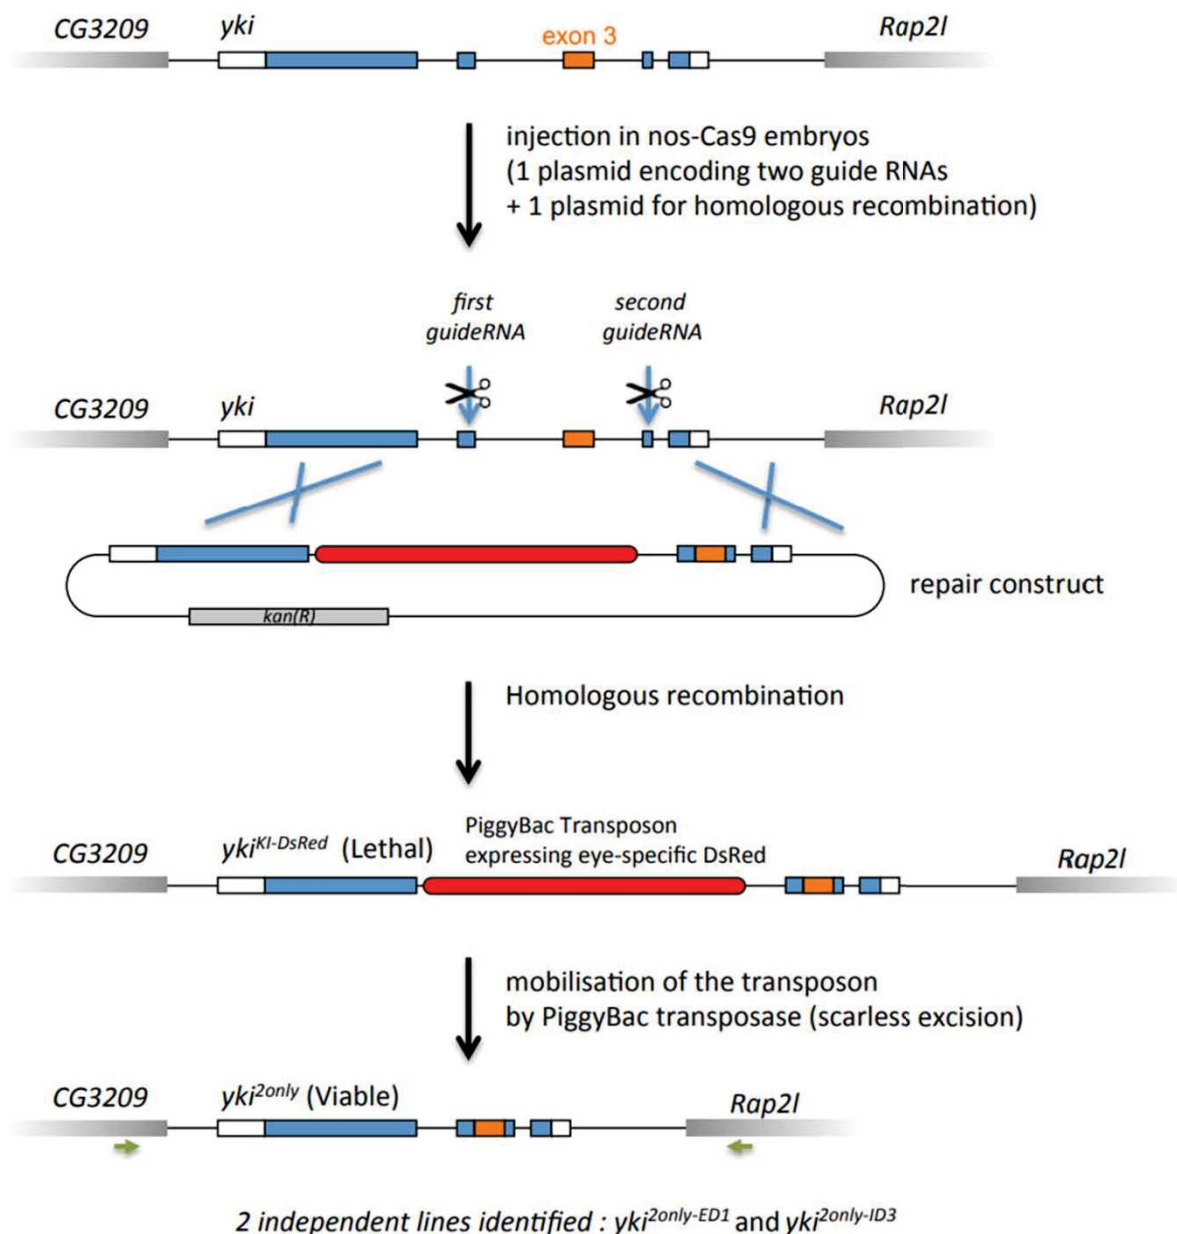 CG3209 yki exon 3 Rap2l
injection in nos-Cas9 embryos
(1 plasmid encoding two guide RNAs
+ 1 plasmid for homologous recombination)
first
guideRNA
second
guideRNA
CG3209 yki Rap2l
kan(R)
repair construct
Homologous recombination
CG3209 yki^KI-DsRed (Lethal)
PiggyBac Transposon
expressing eye-specific DsRed
Rap2l
mobilisation of the transposon
by PiggyBac transposase (scarless excision)
CG3209 yki^2only (Viable) Rap2l
2 independent lines identified : yki^2only-ED1 and yki^2only-ID3